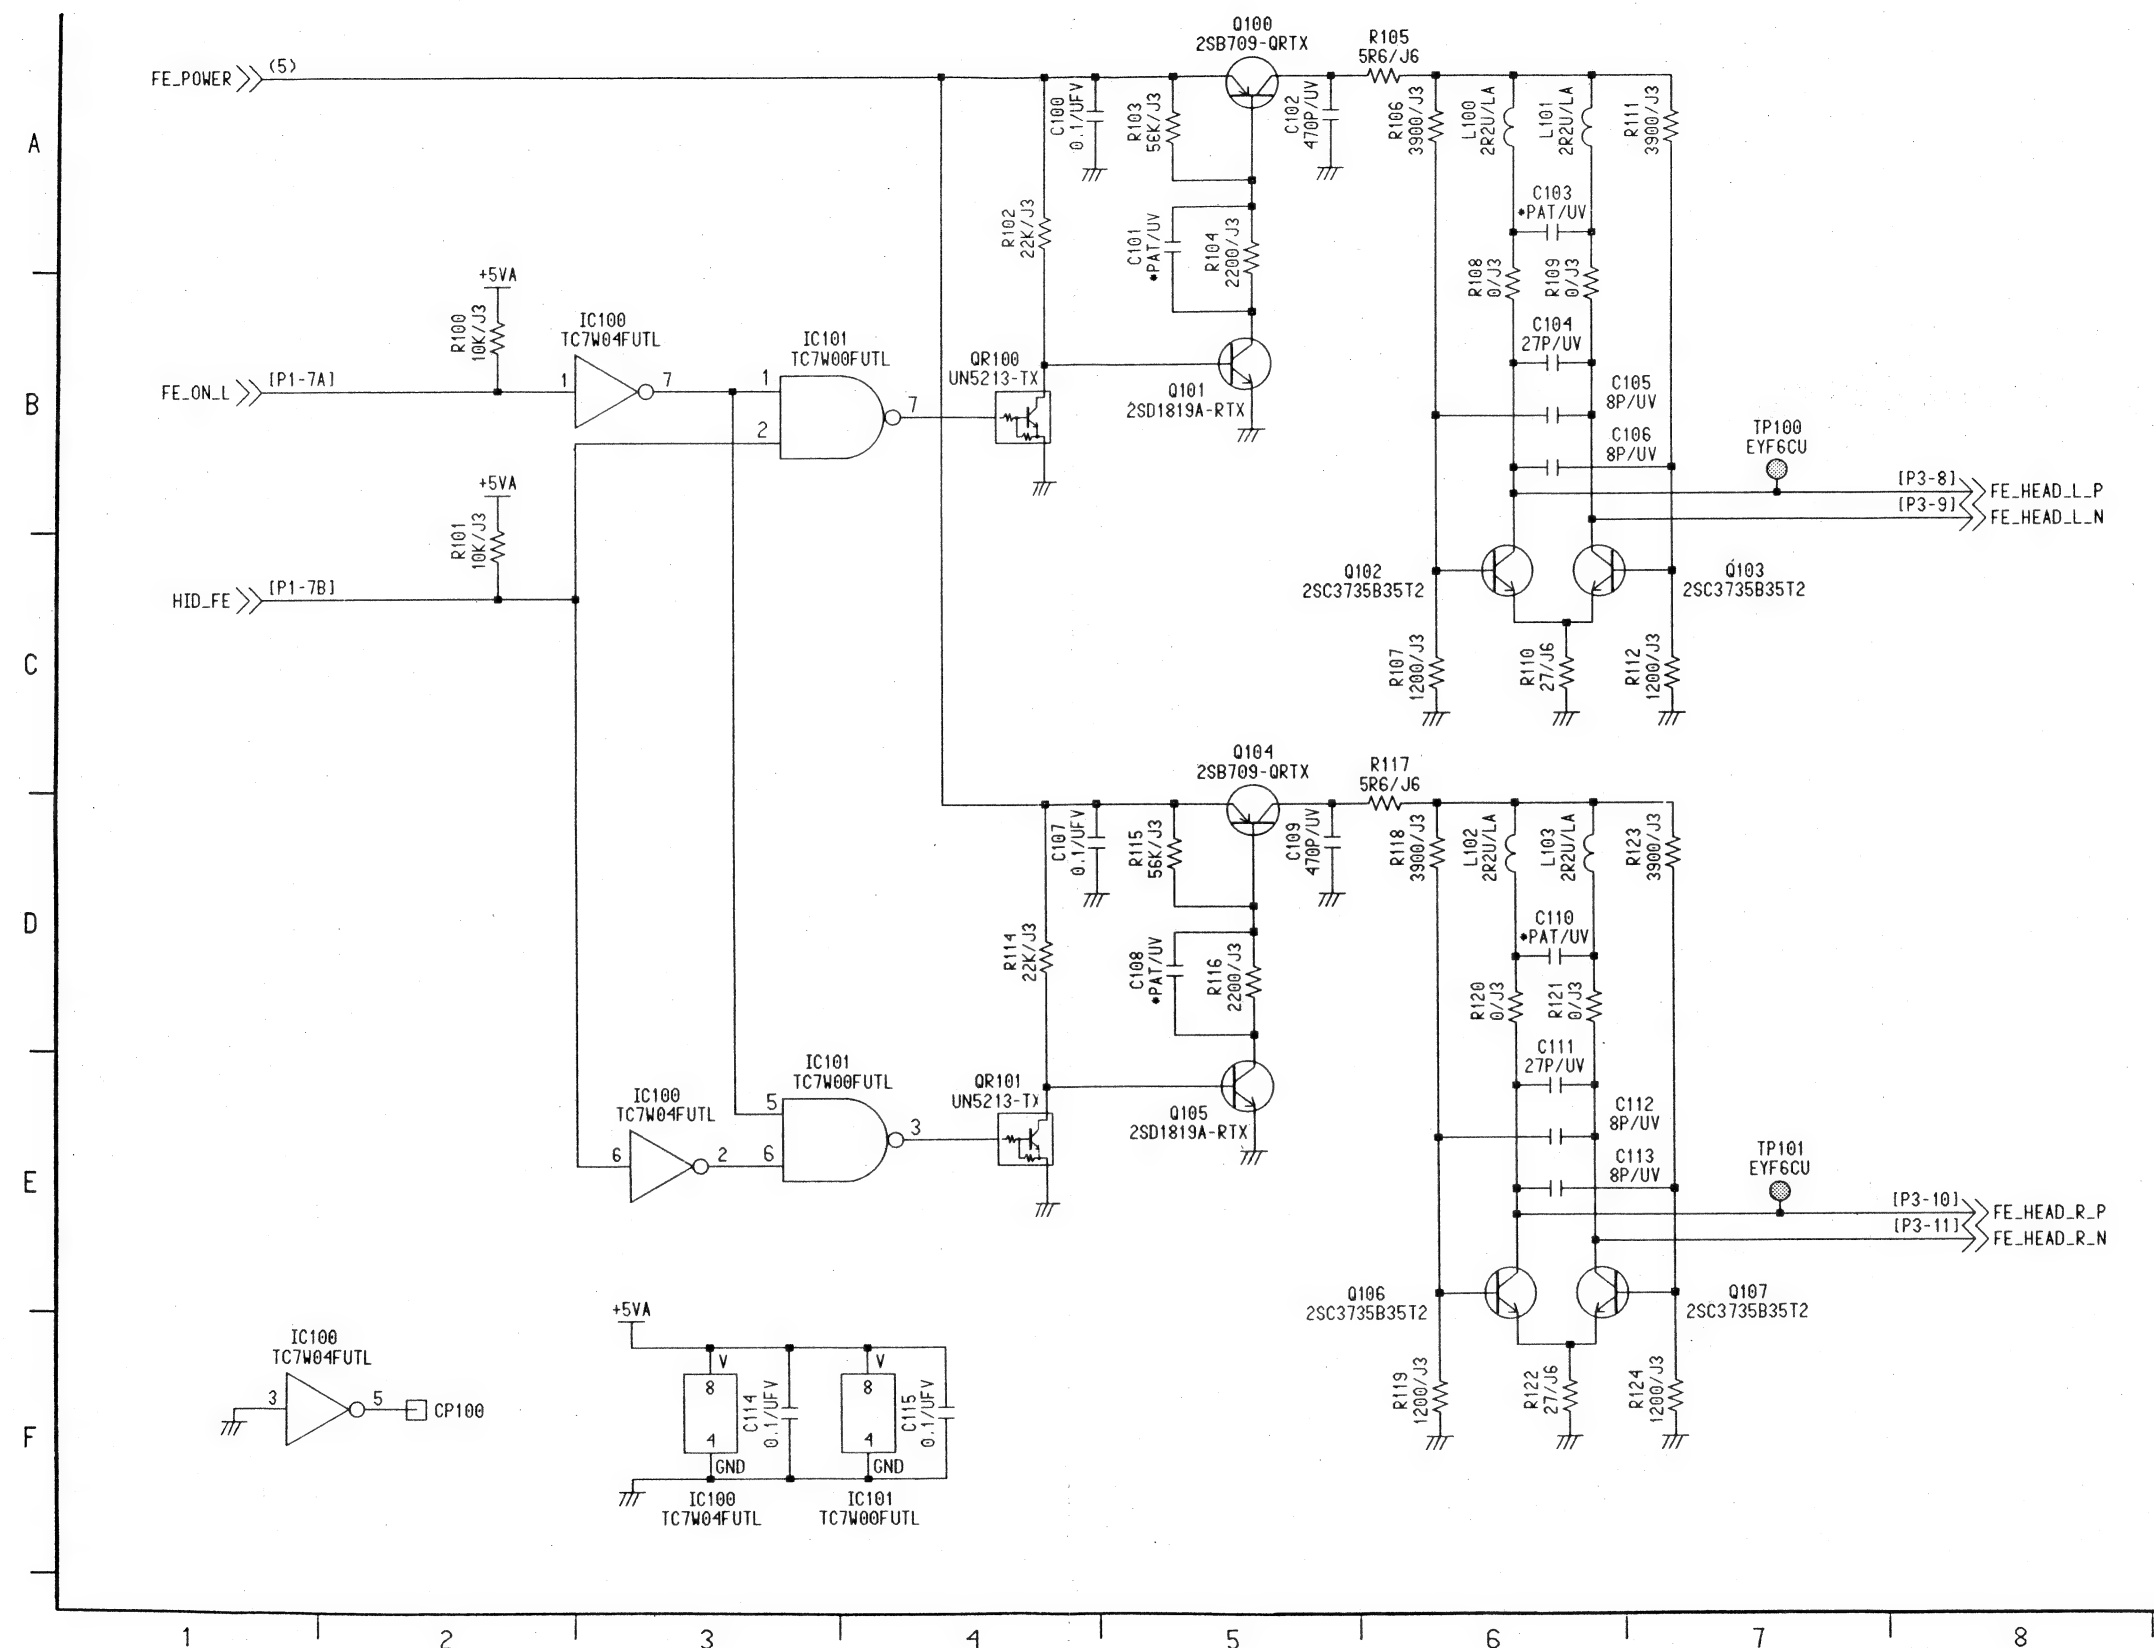 Q100
2SB709-QRTX
R105
5R6/J6
FE_POWER
(5)
C100
0.1/UFV
R103
56K/J3
C102
470P/UV
R106
3900/J3
L100
2R2U/LA
L101
2R2U/LA
R111
3900/J3
A
C103
*PAT/UV
R102
22K/J3
C101
*PAT/UV
R104
2200/J3
R108
0/J3
R109
0/J3
+5VA
R100
10K/J3
IC100
TC7W04FUTL
IC101
TC7W00FUTL
C104
27P/UV
QR100
UN5213-TX
FE_ON_L
[P1-7A]
1
7
1
2
7
Q101
2SD1819A-RTX
C105
8P/UV
B
C106
8P/UV
TP100
EYF6CU
+5VA
R101
10K/J3
[P3-8]
FE_HEAD_L_P
[P3-9]
FE_HEAD_L_N
Q102
2SC3735B35T2
Q103
2SC3735B35T2
HID_FE
[P1-7B]
C
R107
1200/J3
R110
27/J6
R112
1200/J3
Q104
2SB709-QRTX
R117
5R6/J6
C107
0.1/UFV
R115
56K/J3
C109
470P/UV
R118
3900/J3
L102
2R2U/LA
L103
2R2U/LA
R123
3900/J3
D
C110
*PAT/UV
R114
22K/J3
C108
*PAT/UV
R116
2200/J3
R120
0/J3
R121
0/J3
C111
27P/UV
IC101
TC7W00FUTL
QR101
UN5213-TX
IC100
TC7W04FUTL
5
6
3
6
2
Q105
2SD1819A-RTX
C112
8P/UV
C113
8P/UV
TP101
EYF6CU
E
[P3-10]
FE_HEAD_R_P
[P3-11]
FE_HEAD_R_N
Q106
2SC3735B35T2
Q107
2SC3735B35T2
+5VA
IC100
TC7W04FUTL
3
5
CP100
V
8
4
GND
C114
0.1/UFV
V
8
4
GND
C115
0.1/UFV
R119
1200/J3
R122
27/J6
R124
1200/J3
F
IC100
TC7W04FUTL
IC101
TC7W00FUTL
1
2
3
4
5
6
7
8